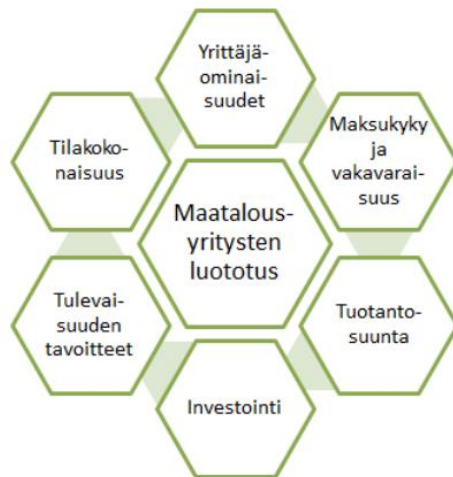 Yrittäjä-
ominai-
suudet
Maksukyky
ja
vakavarai-
suus
Tuotanto-
suunta
Investointi
Tulevai-
suuden
tavoitteet
Tilakoko-
naisuus
Maatalous-
yritysten
luototus